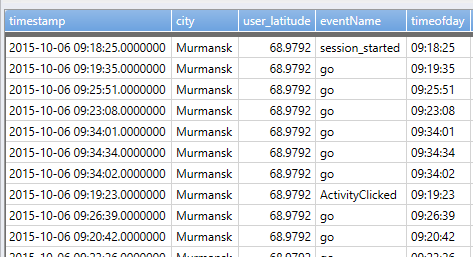 timestamp city user_latitude eventName timeofday
2015-10-06 09:18:25.0000000 Murmansk 68.9792 session_started 09:18:25
2015-10-06 09:19:35.0000000 Murmansk 68.9792 go 09:19:35
2015-10-06 09:25:51.0000000 Murmansk 68.9792 go 09:25:51
2015-10-06 09:23:08.0000000 Murmansk 68.9792 go 09:23:08
2015-10-06 09:34:01.0000000 Murmansk 68.9792 go 09:34:01
2015-10-06 09:34:34.0000000 Murmansk 68.9792 go 09:34:34
2015-10-06 09:34:02.0000000 Murmansk 68.9792 go 09:34:02
2015-10-06 09:19:23.0000000 Murmansk 68.9792 ActivityClicked 09:19:23
2015-10-06 09:26:39.0000000 Murmansk 68.9792 go 09:26:39
2015-10-06 09:20:42.0000000 Murmansk 68.9792 go 09:20:42